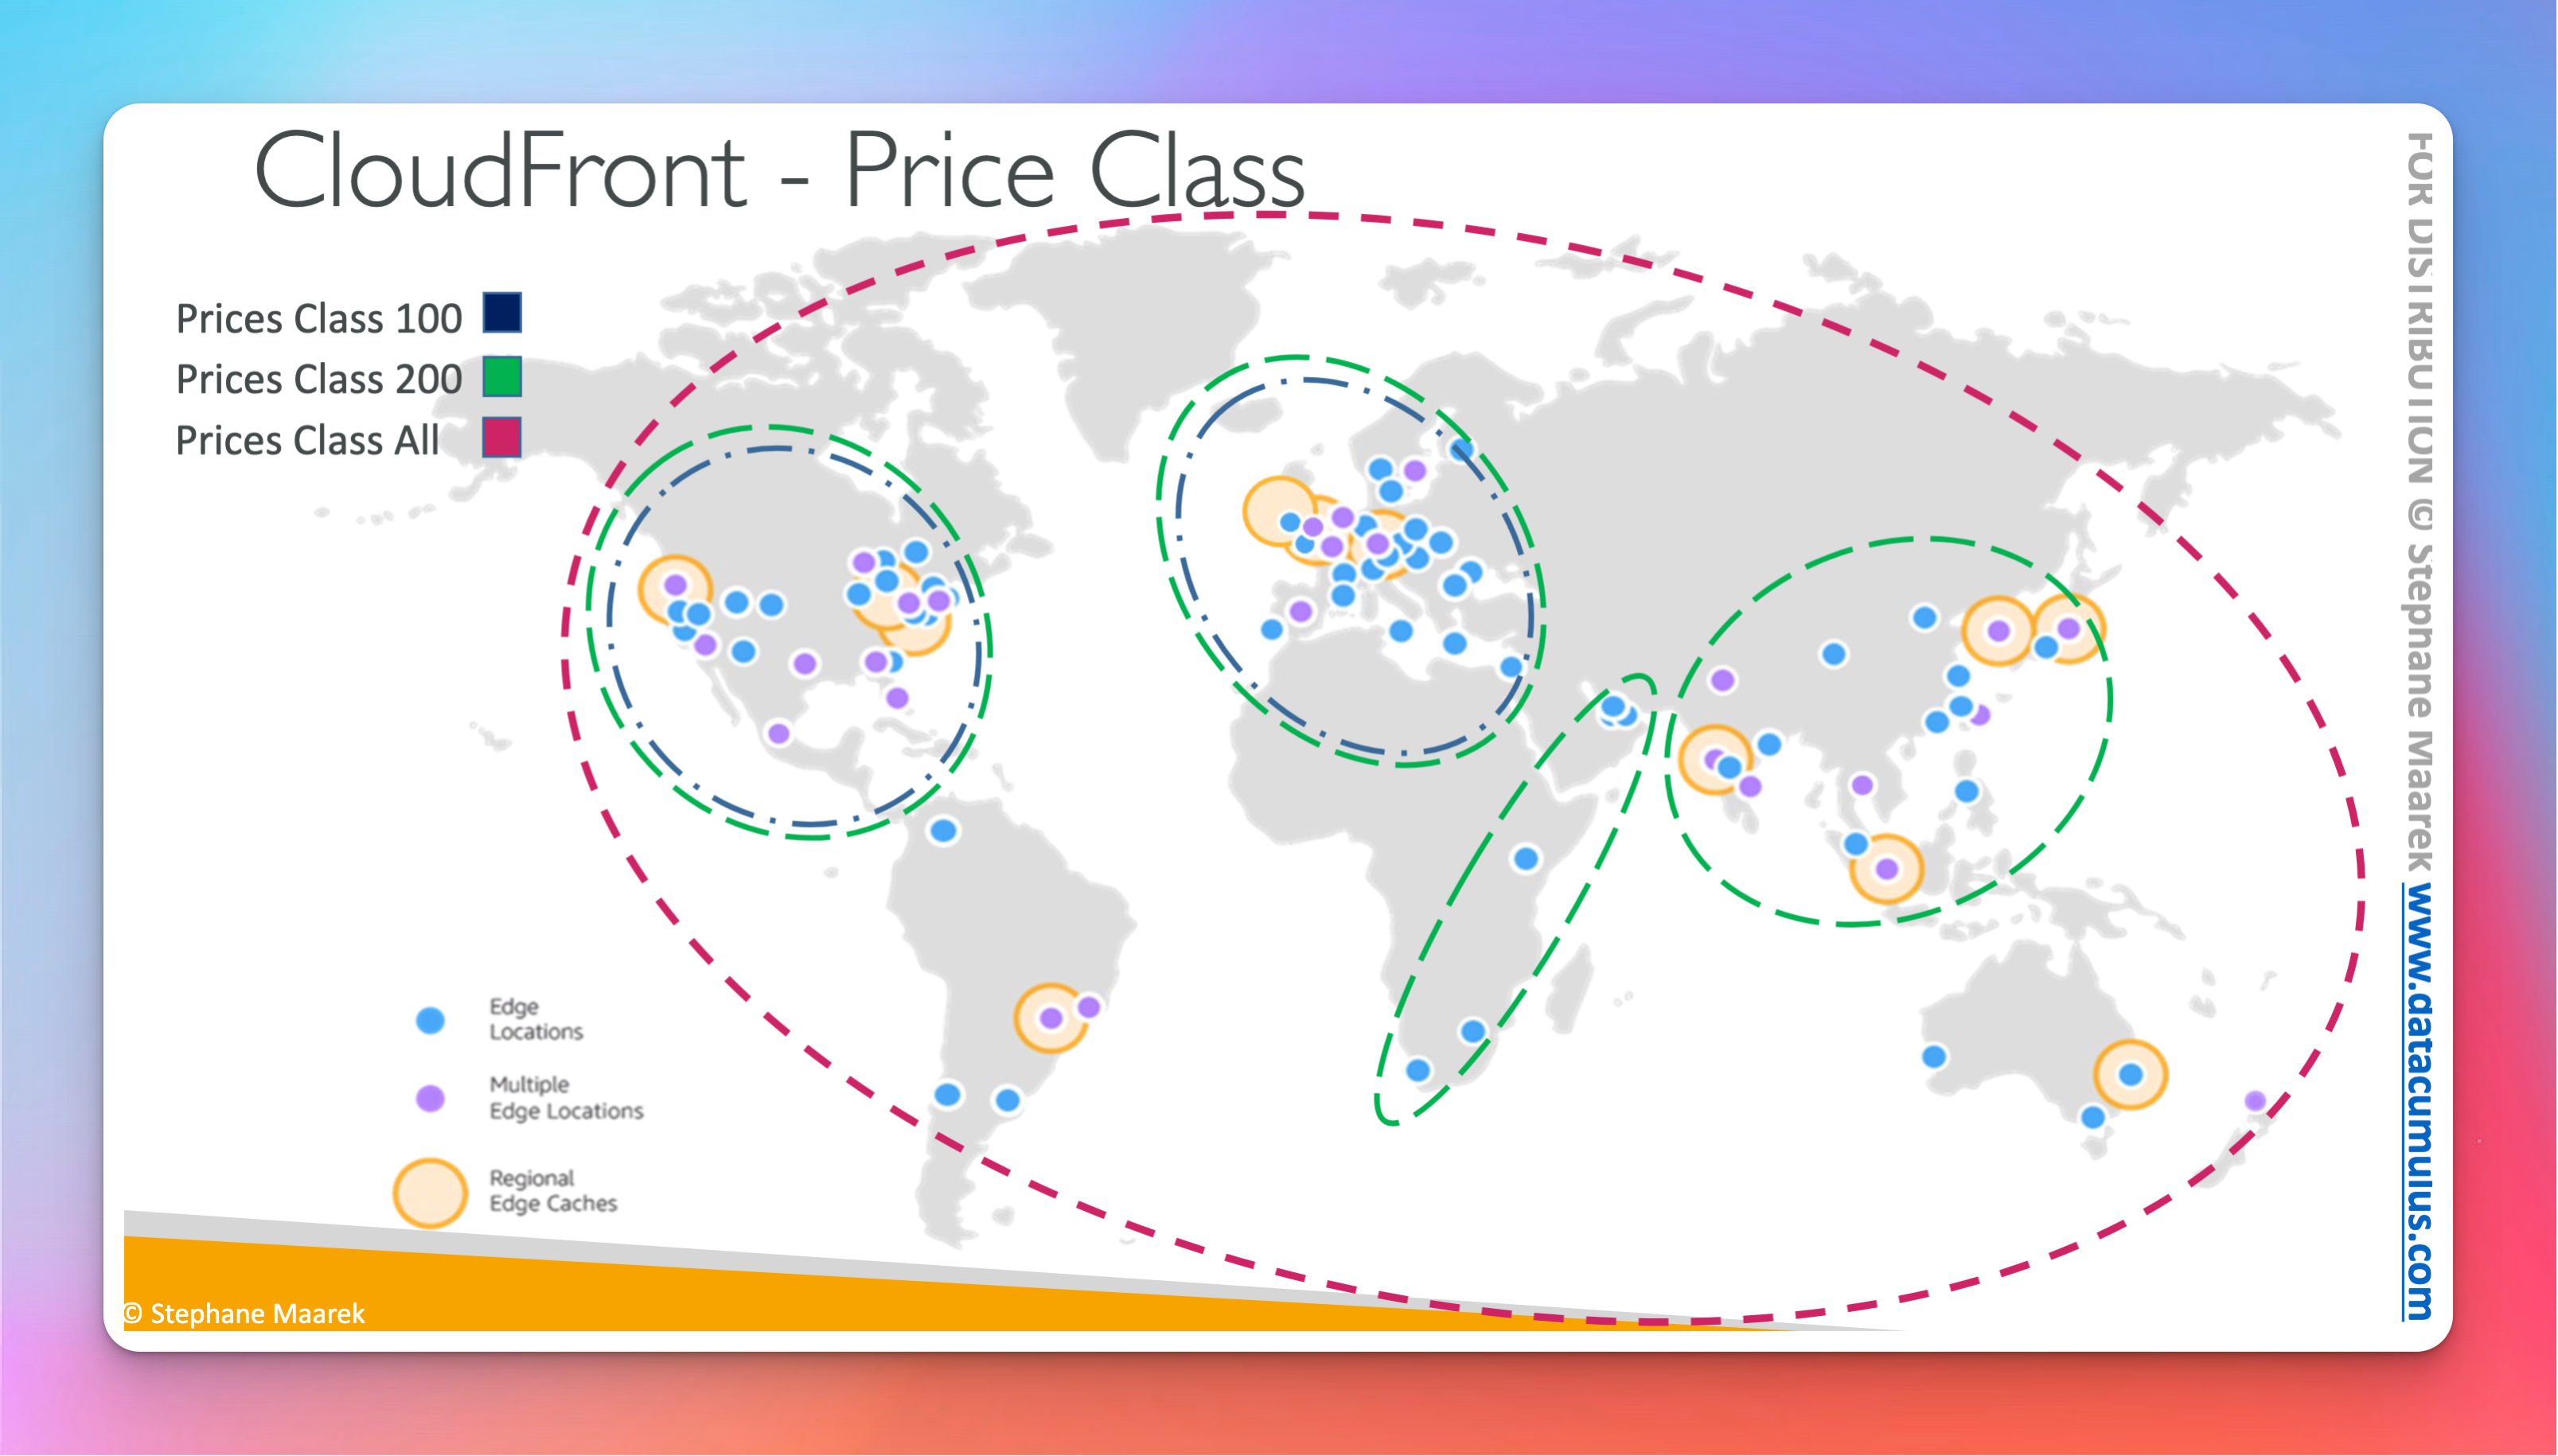 CloudFront - Price Class
Prices Class 100
Prices Class 200
Prices Class All
Edge
Locations
Multiple
Edge Locations
Regional
Edge Caches
© Stephane Maarek
FOR DISTRIBUTION © Stephane Maarek www.datacumulus.com